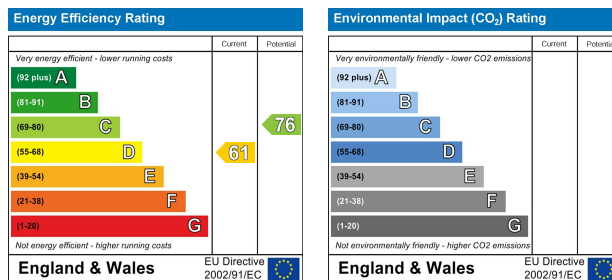 Energy Efficiency Rating
Current Potential
Very energy efficient - lower running costs
(92 plus) A
(81-91) B
(69-80) C
(55-68) D
(39-54) E
(21-38) F
(1-20) G
61
76
Not energy efficient - higher running costs
England & Wales
EU Directive
2002/91/EC
Environmental Impact (CO₂) Rating
Current Potential
Very environmentally friendly - lower CO2 emissions
(92 plus) A
(81-91) B
(69-80) C
(55-68) D
(39-54) E
(21-38) F
(1-20) G
Not environmentally friendly - higher CO2 emissions
England & Wales
EU Directive
2002/91/EC